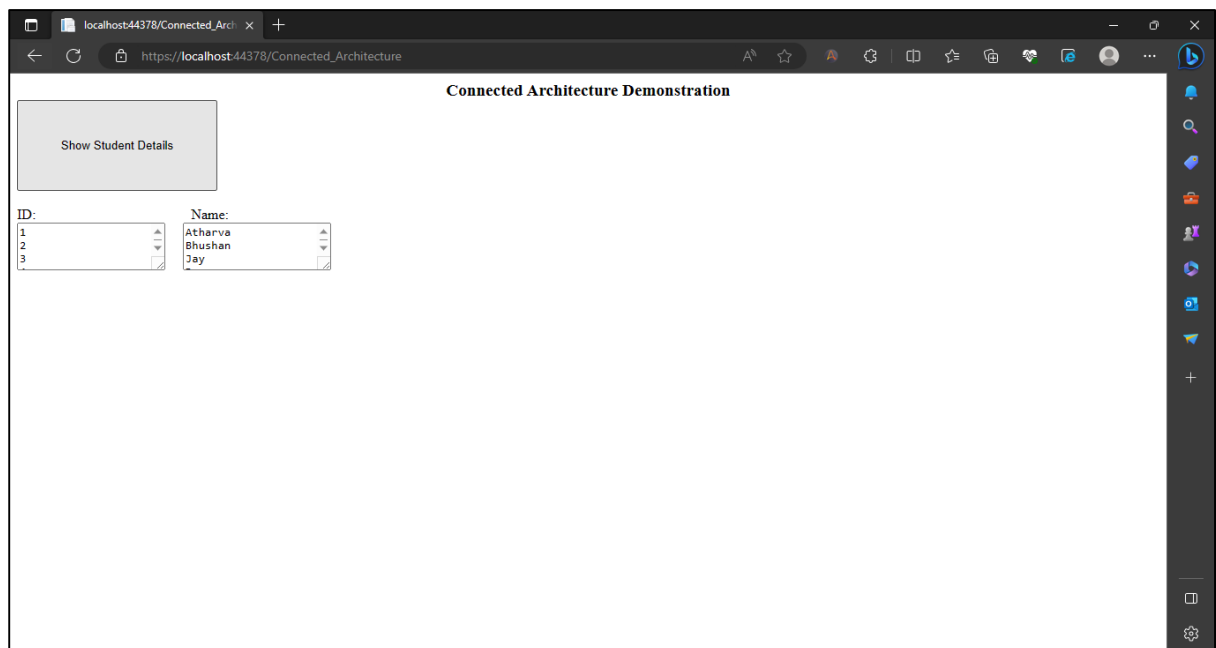 localhost:44378/Connected_Arch
https://localhost:44378/Connected_Architecture
Connected Architecture Demonstration
Show Student Details
ID: Name:
1 Atharva
2 Bhushan
3 Jay